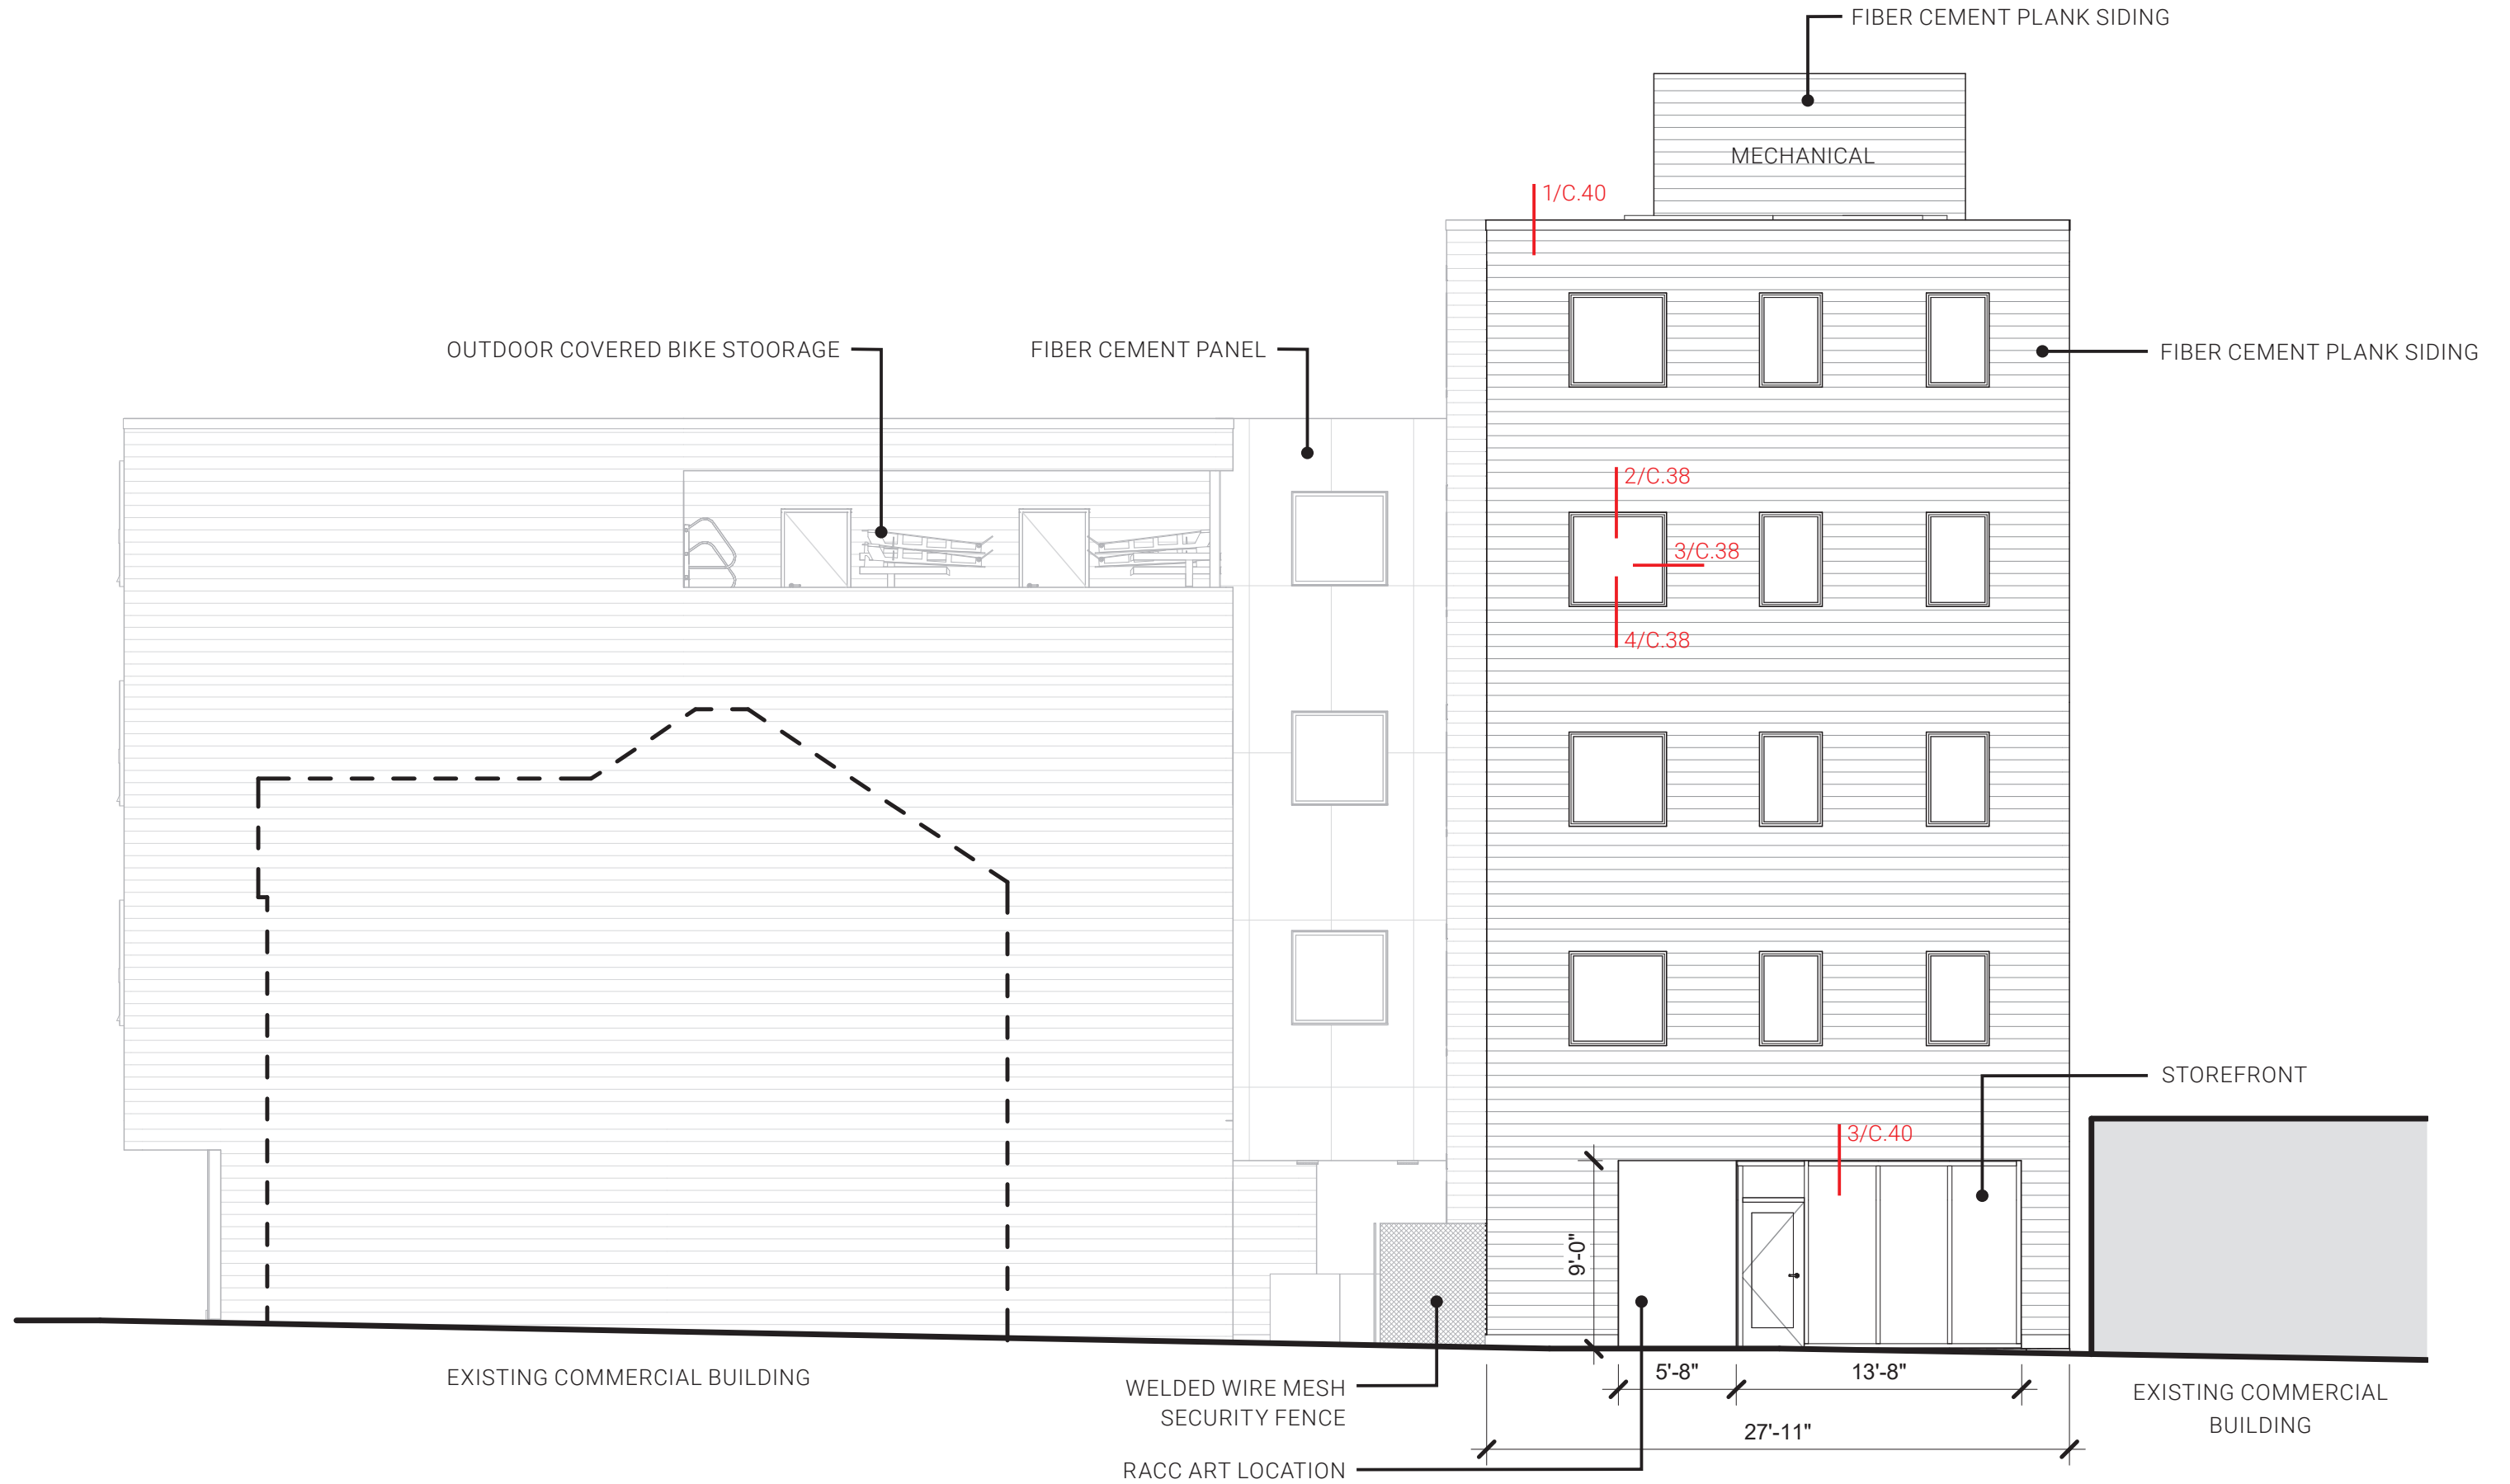 FIBER CEMENT PLANK SIDING
MECHANICAL
1/C.40
OUTDOOR COVERED BIKE STOORAGE
FIBER CEMENT PANEL
FIBER CEMENT PLANK SIDING
2/C.38
3/C.38
4/C.38
STOREFRONT
3/C.40
9'-0"
5'-8"
13'-8"
EXISTING COMMERCIAL BUILDING
WELDED WIRE MESH
SECURITY FENCE
EXISTING COMMERCIAL
BUILDING
27'-11"
RACC ART LOCATION